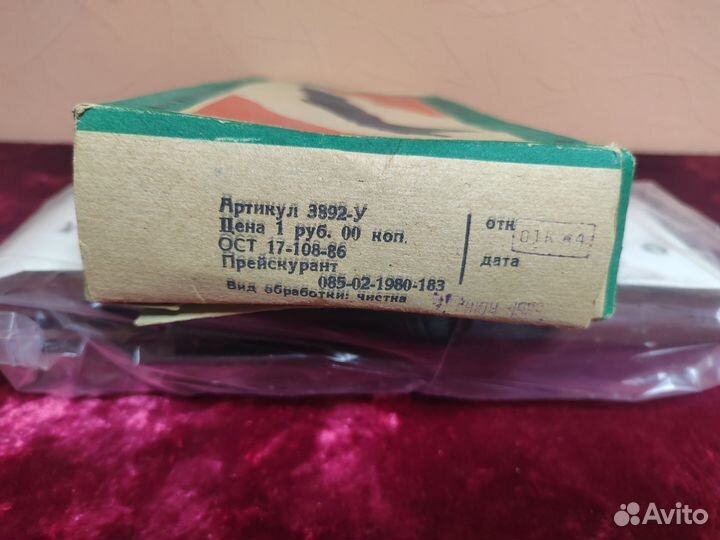 Артикул 3892-У
Цена 1 руб. 00 коп.
ОСТ 17-108-86
Прейскурант
085-02-1980-183
Вид обработки: чистка
отк
дата
Avito